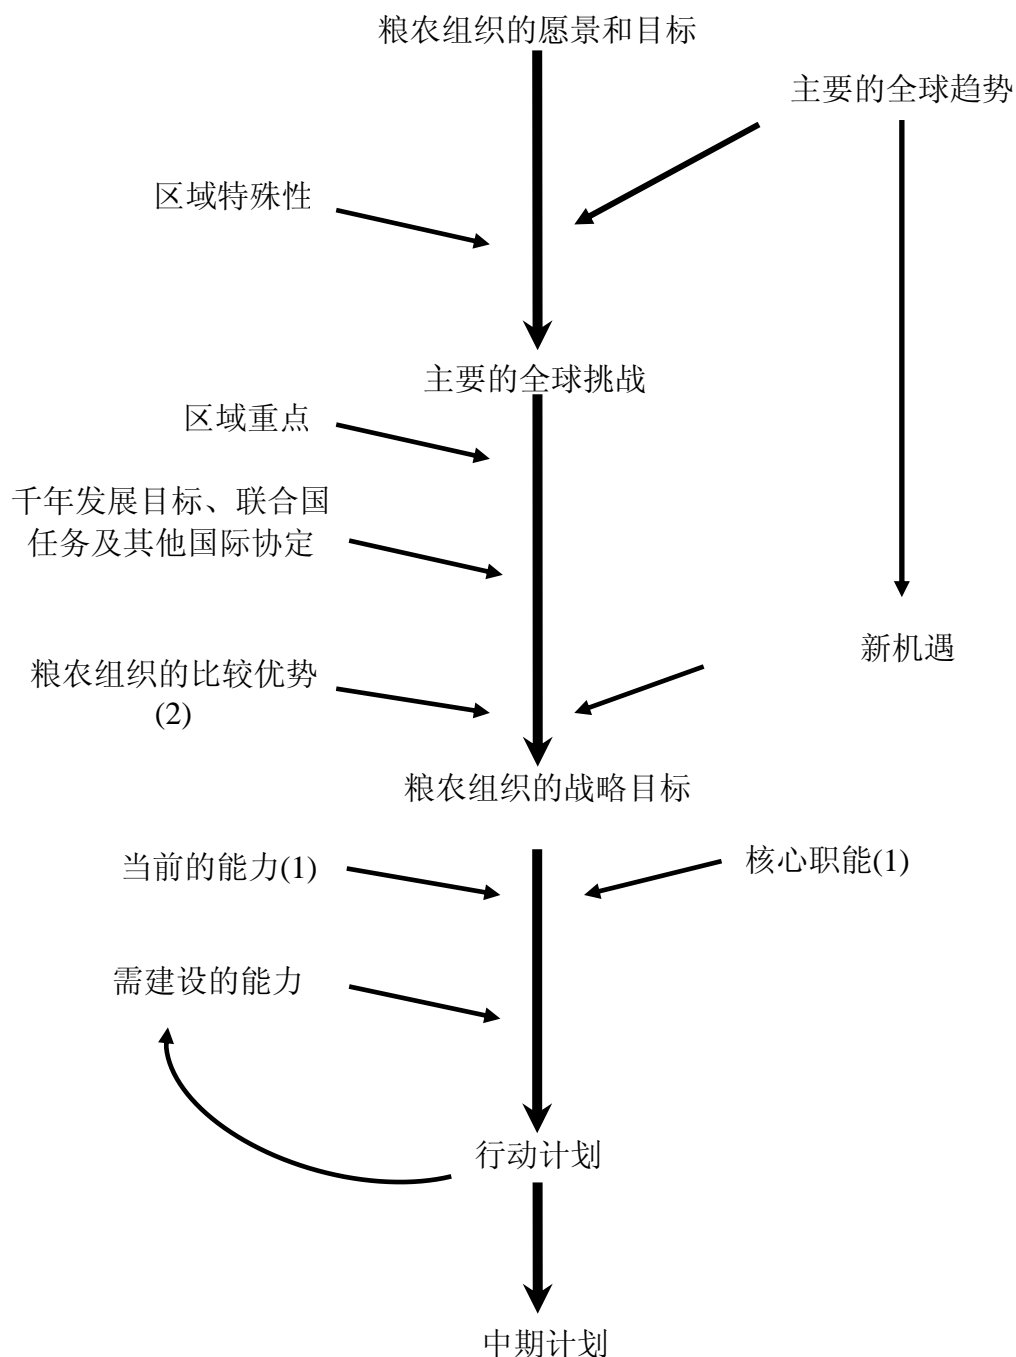 粮农组织的愿景和目标
主要的全球趋势
区域特殊性
主要的全球挑战
区域重点
千年发展目标、联合国
任务及其他国际协定
新机遇
粮农组织的比较优势
(2)
粮农组织的战略目标
当前的能力(1)
核心职能(1)
需建设的能力
行动计划
中期计划